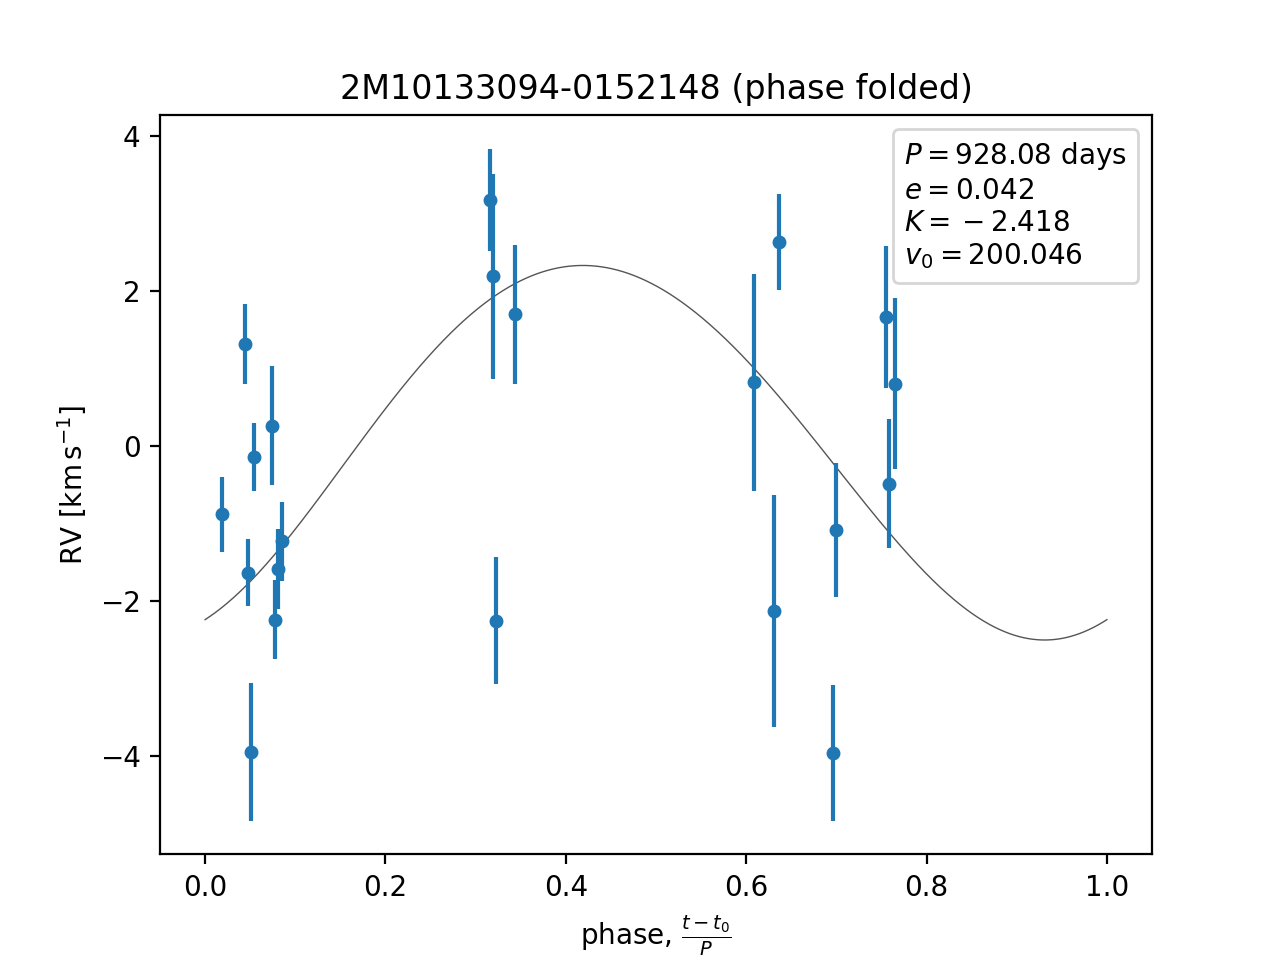 2M10133094-0152148 (phase folded)
P = 928.08 days
e = 0.042
K = −2.418
v₀ = 200.046
RV [km s⁻¹]
4
2
0
−2
−4
0.0 0.2 0.4 0.6 0.8 1.0
phase, (t − t₀)/P